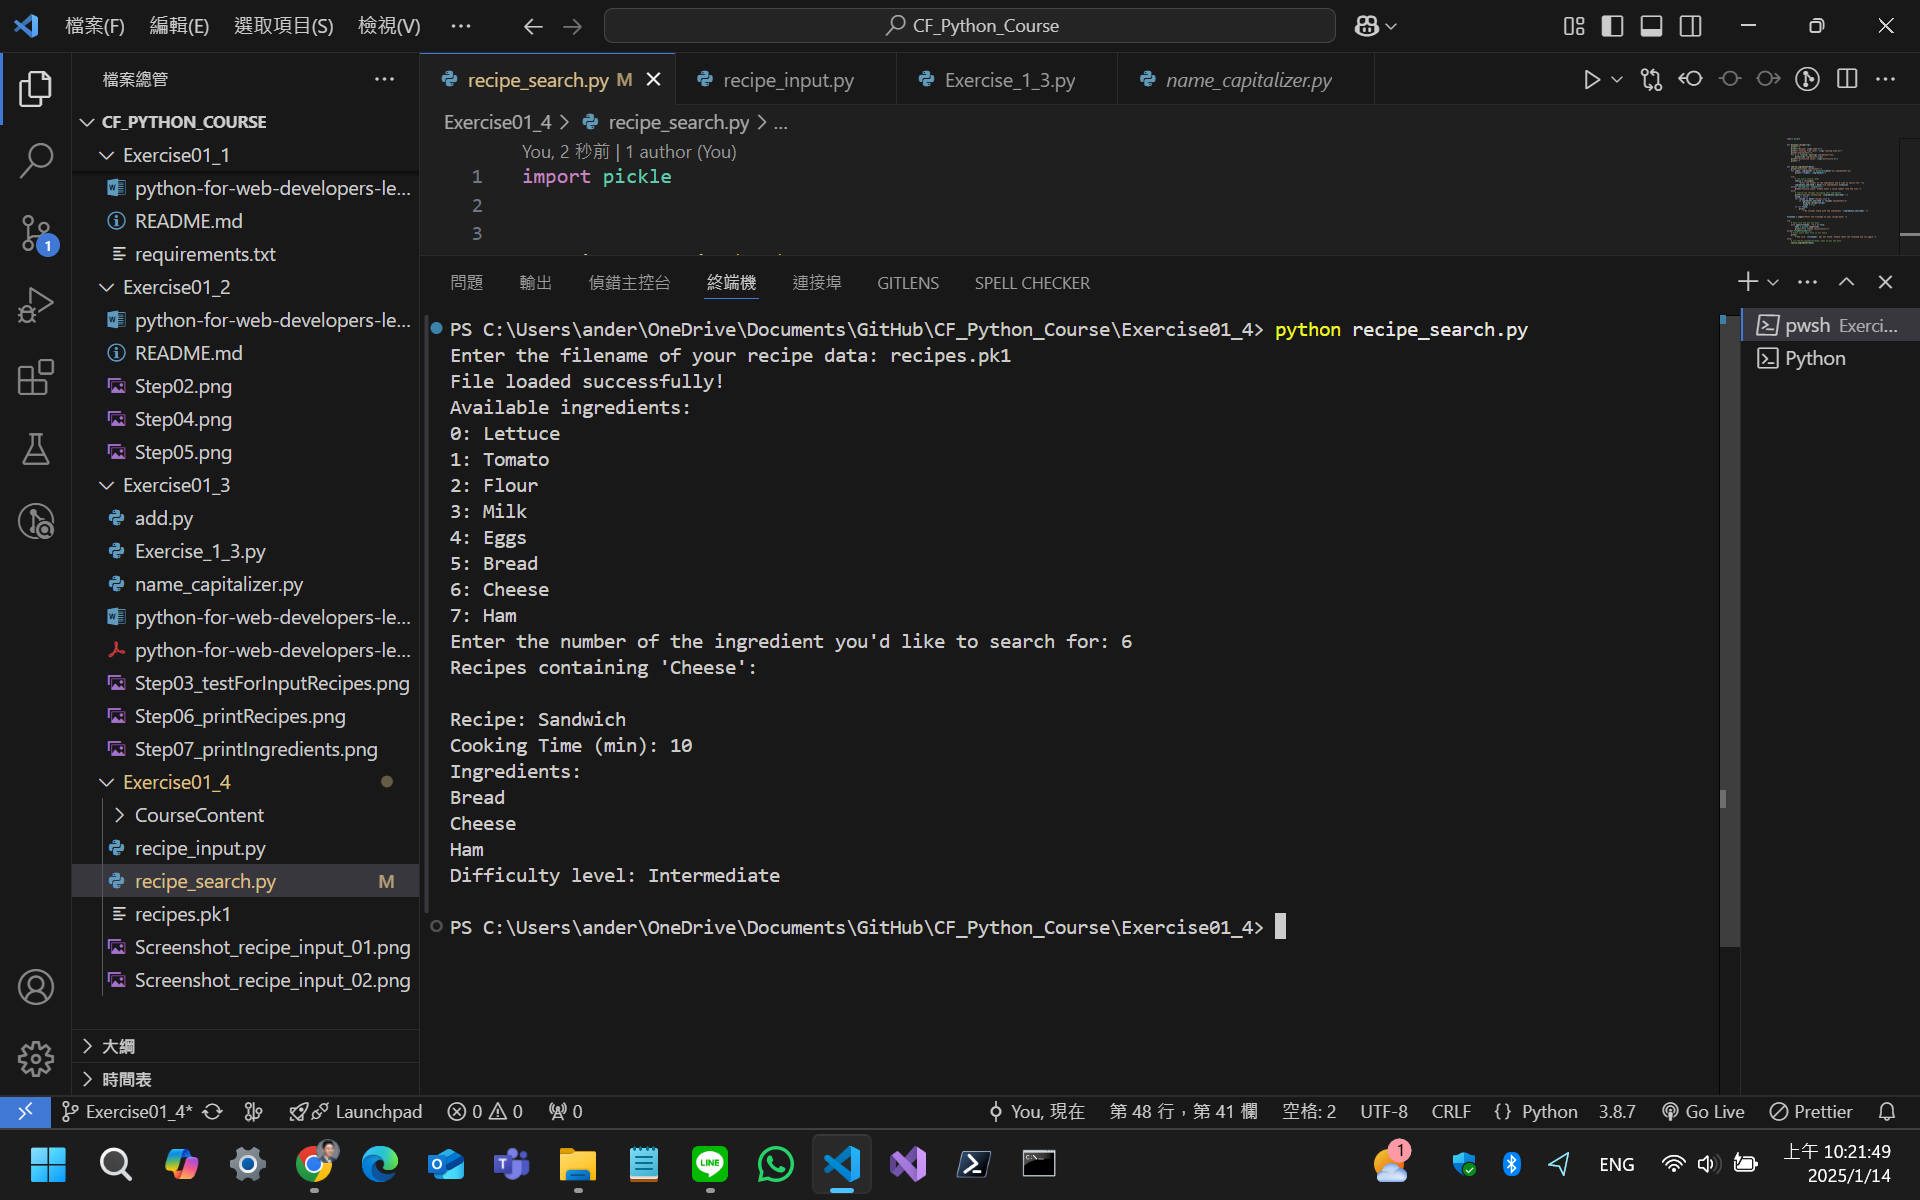 檔案(F) 編輯(E) 選取項目(S) 檢視(V) ··· CF_Python_Course
檔案總管
CF_PYTHON_COURSE
Exercise01_1
python-for-web-developers-le...
README.md
requirements.txt
Exercise01_2
python-for-web-developers-le...
README.md
Step02.png
Step04.png
Step05.png
Exercise01_3
add.py
Exercise_1_3.py
name_capitalizer.py
python-for-web-developers-le...
python-for-web-developers-le...
Step03_testForInputRecipes.png
Step06_printRecipes.png
Step07_printIngredients.png
Exercise01_4
CourseContent
recipe_input.py
recipe_search.py M
recipes.pk1
Screenshot_recipe_input_01.png
Screenshot_recipe_input_02.png
大綱
時間表
1
recipe_search.py M recipe_input.py Exercise_1_3.py name_capitalizer.py
Exercise01_4 > recipe_search.py > ...
You, 2 秒前 | 1 author (You)
1 import pickle
2
3
問題 輸出 偵錯主控台 終端機 連接埠 GITLENS SPELL CHECKER
PS C:\Users\ander\OneDrive\Documents\GitHub\CF_Python_Course\Exercise01_4> python recipe_search.py
Enter the filename of your recipe data: recipes.pk1
File loaded successfully!
Available ingredients:
0: Lettuce
1: Tomato
2: Flour
3: Milk
4: Eggs
5: Bread
6: Cheese
7: Ham
Enter the number of the ingredient you'd like to search for: 6
Recipes containing 'Cheese':
Recipe: Sandwich
Cooking Time (min): 10
Ingredients:
Bread
Cheese
Ham
Difficulty level: Intermediate
PS C:\Users\ander\OneDrive\Documents\GitHub\CF_Python_Course\Exercise01_4>
pwsh Exerci...
Python
Exercise01_4* Launchpad 0 0 0 You, 現在 第 48 行，第 41 欄 空格: 2 UTF-8 CRLF {} Python 3.8.7 Go Live Prettier
LINE 1 ENG 上午 10:21:49
2025/1/14